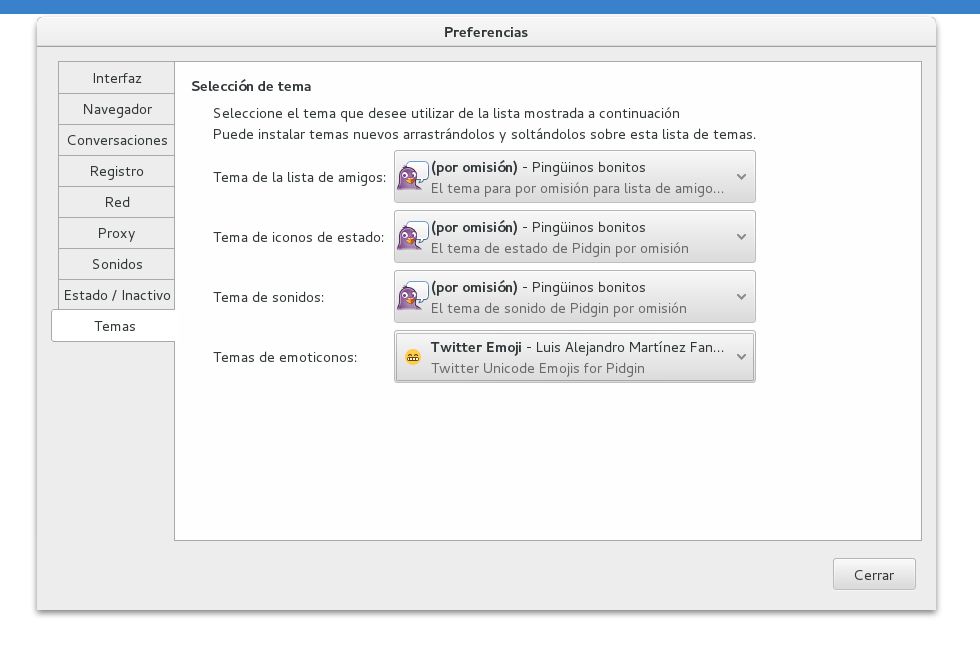 Preferencias
Interfaz
Navegador
Conversaciones
Registro
Red
Proxy
Sonidos
Estado / Inactivo
Temas
Selección de tema
Seleccione el tema que desee utilizar de la lista mostrada a continuación
Puede instalar temas nuevos arrastrándolos y soltándolos sobre esta lista de temas.
Tema de la lista de amigos:
(por omisión) - Pingüinos bonitos
El tema para por omisión para lista de amigo...
Tema de iconos de estado:
(por omisión) - Pingüinos bonitos
El tema de estado de Pidgin por omisión
Tema de sonidos:
(por omisión) - Pingüinos bonitos
El tema de sonido de Pidgin por omisión
Temas de emoticonos:
Twitter Emoji - Luis Alejandro Martínez Fan...
Twitter Unicode Emojis for Pidgin
Cerrar